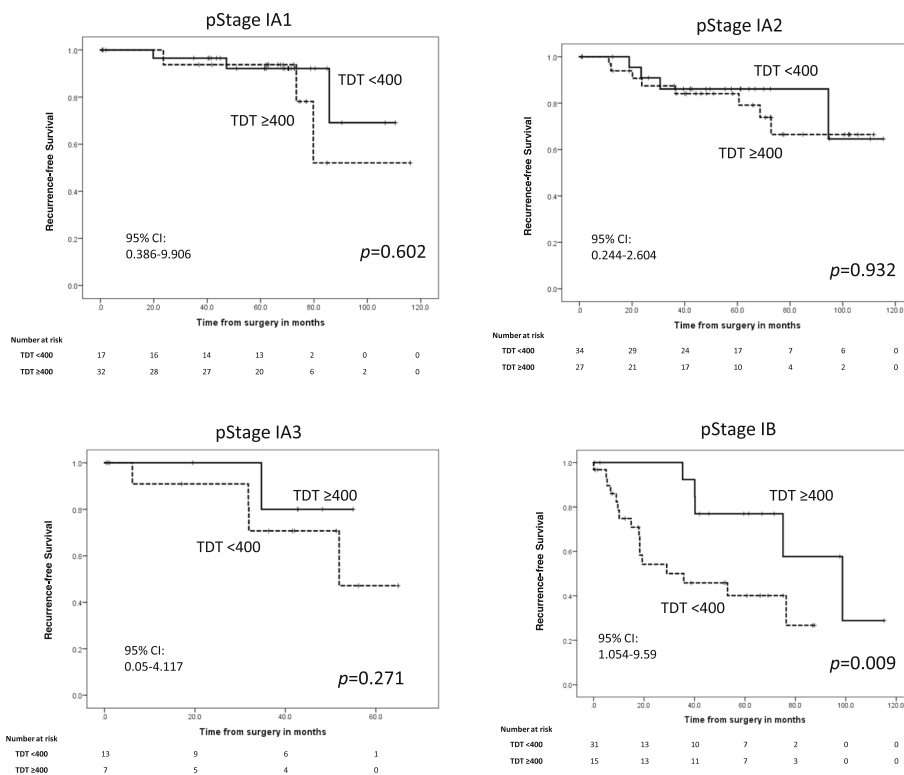 pStage IA1
1.0
0.8
0.6
0.4
0.2
0.0
Recurrence-free Survival
TDT <400
TDT ≥400
95% CI:
0.386-9.906
p=0.602
.0 20.0 40.0 60.0 80.0 100.0 120.0
Time from surgery in months
Number at risk
TDT <400 17 16 14 13 2 0 0
TDT ≥400 32 28 27 20 6 2 0
pStage IA2
1.0
0.8
0.6
0.4
0.2
0.0
Recurrence-free Survival
TDT <400
TDT ≥400
95% CI:
0.244-2.604
p=0.932
.0 20.0 40.0 60.0 80.0 100.0 120.0
Time from surgery in months
Number at risk
TDT <400 34 29 24 17 7 6 0
TDT ≥400 27 21 17 10 4 2 0
pStage IA3
1.0
0.8
0.6
0.4
0.2
0.0
Recurrence-free Survival
TDT ≥400
TDT <400
95% CI:
0.05-4.117
p=0.271
.0 20.0 40.0 60.0
Time from surgery in months
Number at risk
TDT <400 13 9 6 1
TDT ≥400 7 5 4 0
pStage IB
1.0
0.8
0.6
0.4
0.2
0.0
Recurrence-free Survival
TDT ≥400
TDT <400
95% CI:
1.054-9.59
p=0.009
.0 20.0 40.0 60.0 80.0 100.0 120.0
Time from surgery in months
Number at risk
TDT <400 31 13 10 7 2 0 0
TDT ≥400 15 13 11 7 3 0 0